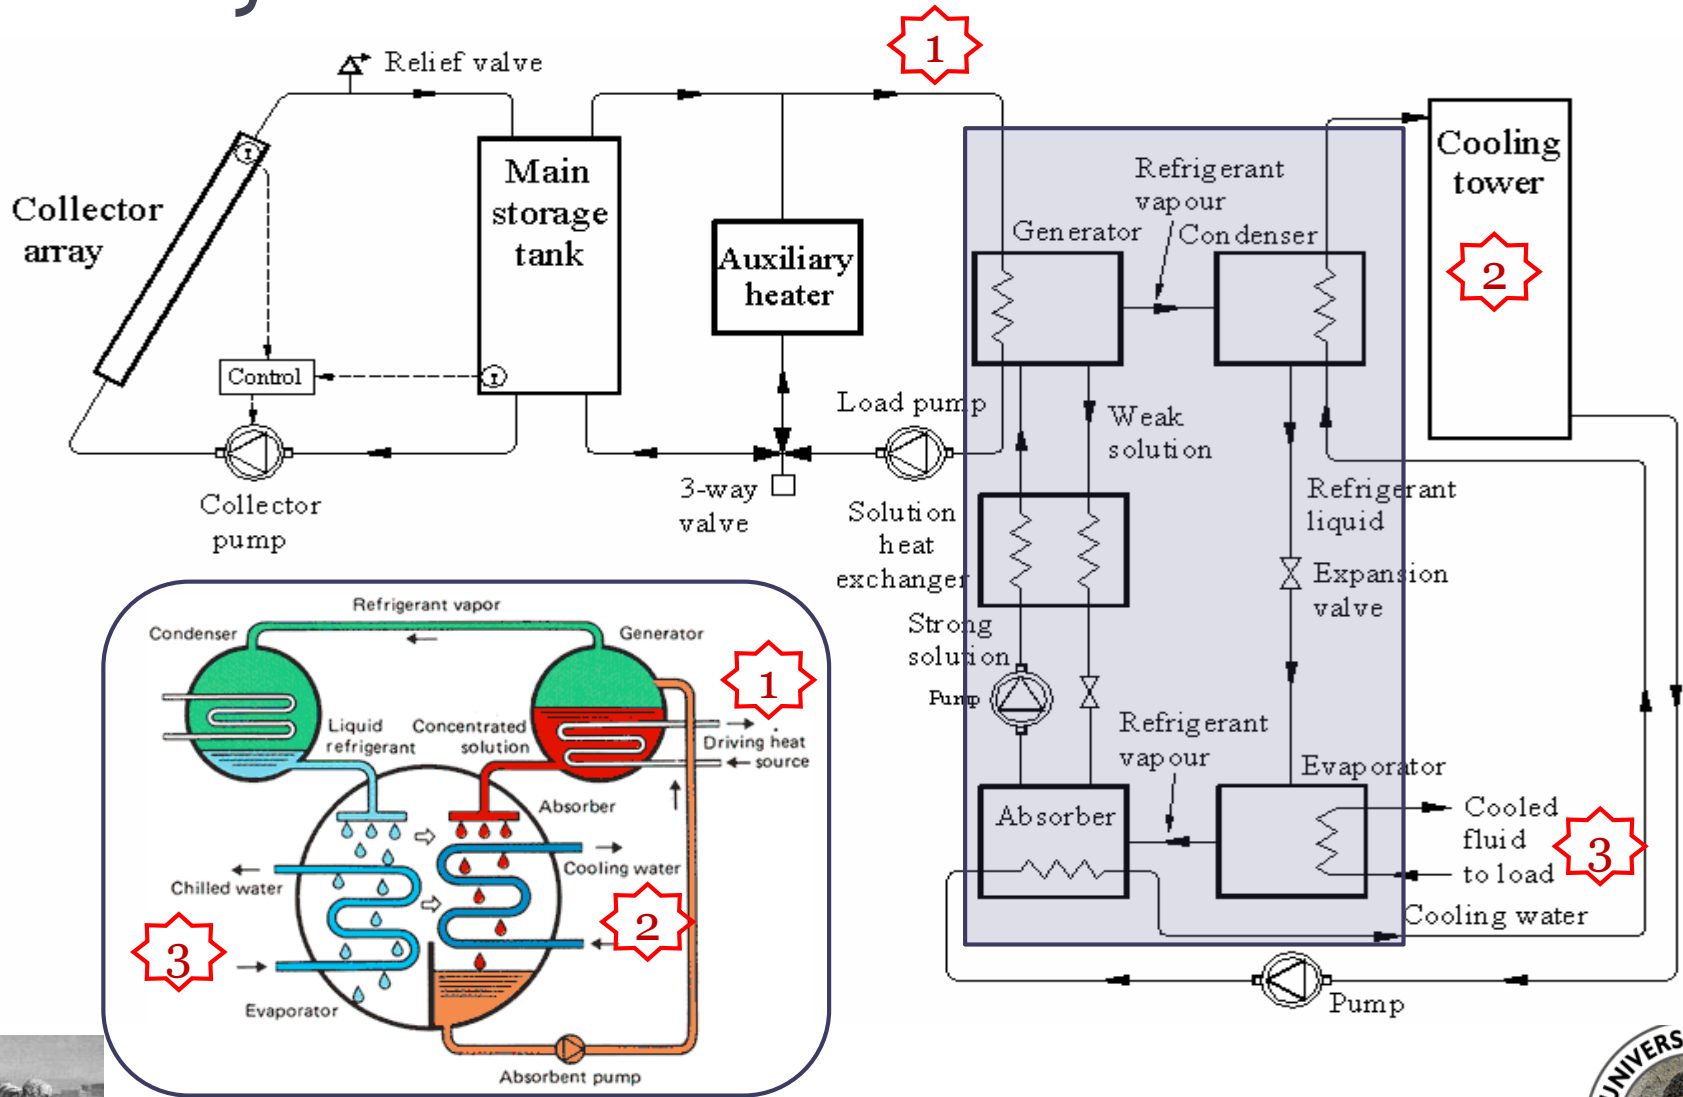 Relief valve
1
Collector
array
Main
storage
tank
Auxiliary
heater
Control
Collector
pump
3-way
valve
Load pump
Generator
Refrigerant
vapour
Condenser
Cooling
tower
2
Weak
solution
Solution
heat
exchanger
Refrigerant
liquid
Expansion
valve
Strong
solution
Pump
Refrigerant
vapour
Absorber
Evaporator
Cooled
fluid
to load
3
Cooling water
Pump
Refrigerant vapor
Condenser
Generator
1
Liquid
refrigerant
Concentrated
solution
Driving heat
source
Absorber
Chilled water
Cooling water
2
3
Evaporator
Absorbent pump